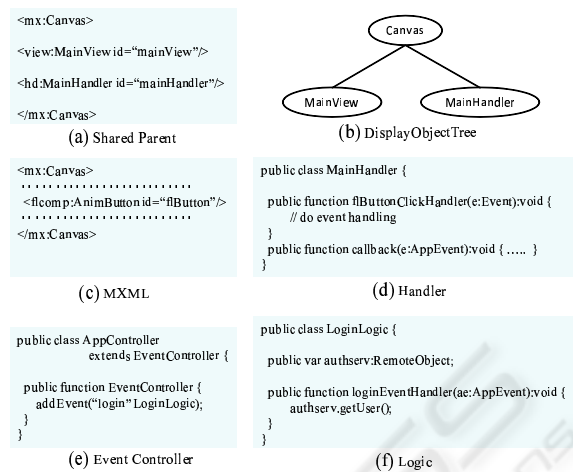 <mx:Canvas>
<view:MainView id="mainView"/>
<hd:MainHandler id="mainHandler"/>
</mx:Canvas>
(a) Shared Parent
Canvas
MainView
MainHandler
(b) DisplayObjectTree
<mx:Canvas>
<flcomp:AnimButton id="flButton"/>
</mx:Canvas>
(c) MXML
public class MainHandler {
public function flButtonClickHandler(e:Event):void {
// do event handling
}
public function callback(e:AppEvent):void { ..... }
}
(d) Handler
public class AppController
extends EventController {
public function EventController {
addEvent("login" LoginLogic);
}
}
(e) Event Controller
public class LoginLogic {
public var authserv:RemoteObject;
public function loginEventHandler(ae:AppEvent):void {
authserv.getUser();
}
}
(f) Logic